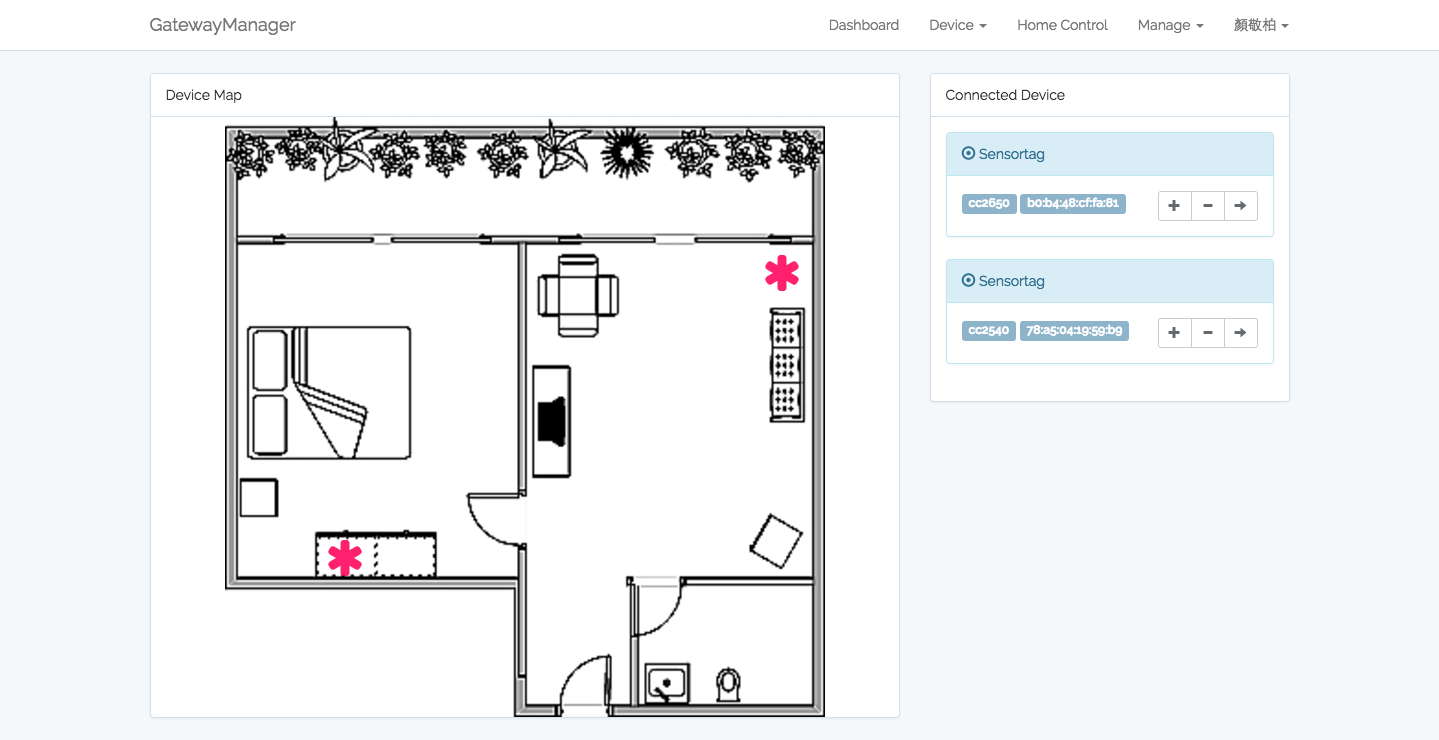 GatewayManager Dashboard Device Home Control Manage 顏敬柏
Device Map
Connected Device
Sensortag
cc2650 b0:b4:48:cf:fa:81
Sensortag
cc2540 78:a5:04:19:59:b9